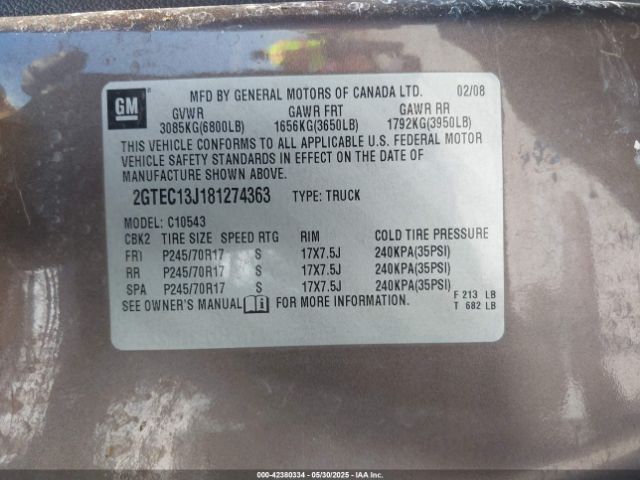 GM
MFD BY GENERAL MOTORS OF CANADA LTD. 02/08
GVWR GAWR FRT GAWR RR
3085KG(6800LB) 1656KG(3650LB) 1792KG(3950LB)
THIS VEHICLE CONFORMS TO ALL APPLICABLE U.S. FEDERAL MOTOR
VEHICLE SAFETY STANDARDS IN EFFECT ON THE DATE OF
MANUFACTURE SHOWN ABOVE.
2GTEC13J181274363 TYPE: TRUCK
MODEL: C10543
CBK2 TIRE SIZE SPEED RTG RIM COLD TIRE PRESSURE
FRT P245/70R17 S 17X7.5J 240KPA(35PSI)
RR P245/70R17 S 17X7.5J 240KPA(35PSI)
SPA P245/70R17 S 17X7.5J 240KPA(35PSI)
SEE OWNER'S MANUAL i FOR MORE INFORMATION.
F 213 LB
T 682 LB
000-42380334 — 05/30/2025 - IAAI.COM